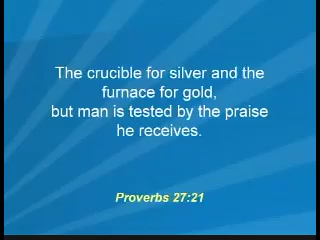 The crucible for silver and the
furnace for gold,
but man is tested by the praise
he receives.
Proverbs 27:21